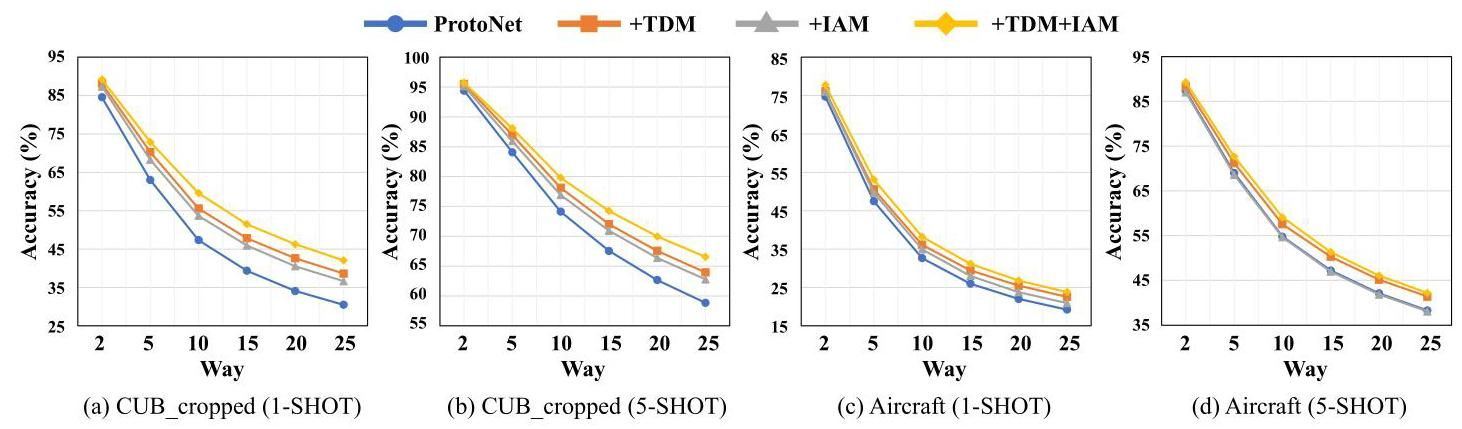 ProtoNet +TDM +IAM +TDM+IAM
95
85
75
65
55
45
35
25
Accuracy (%)
2 5 10 15 20 25
Way
(a) CUB_cropped (1-SHOT)
100
95
90
85
80
75
70
65
60
55
Accuracy (%)
2 5 10 15 20 25
Way
(b) CUB_cropped (5-SHOT)
85
75
65
55
45
35
25
15
Accuracy (%)
2 5 10 15 20 25
Way
(c) Aircraft (1-SHOT)
95
85
75
65
55
45
35
Accuracy (%)
2 5 10 15 20 25
Way
(d) Aircraft (5-SHOT)